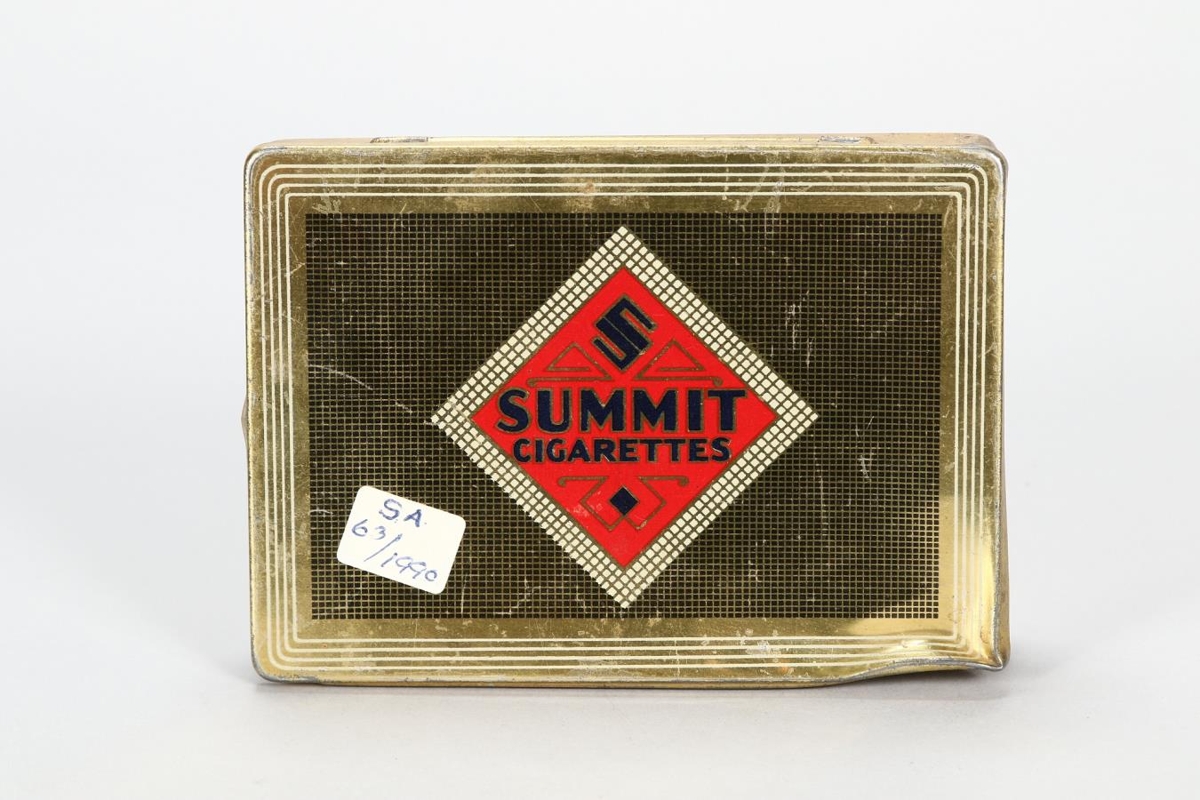 S
SUMMIT
CIGARETTES
S.A.
63/1990